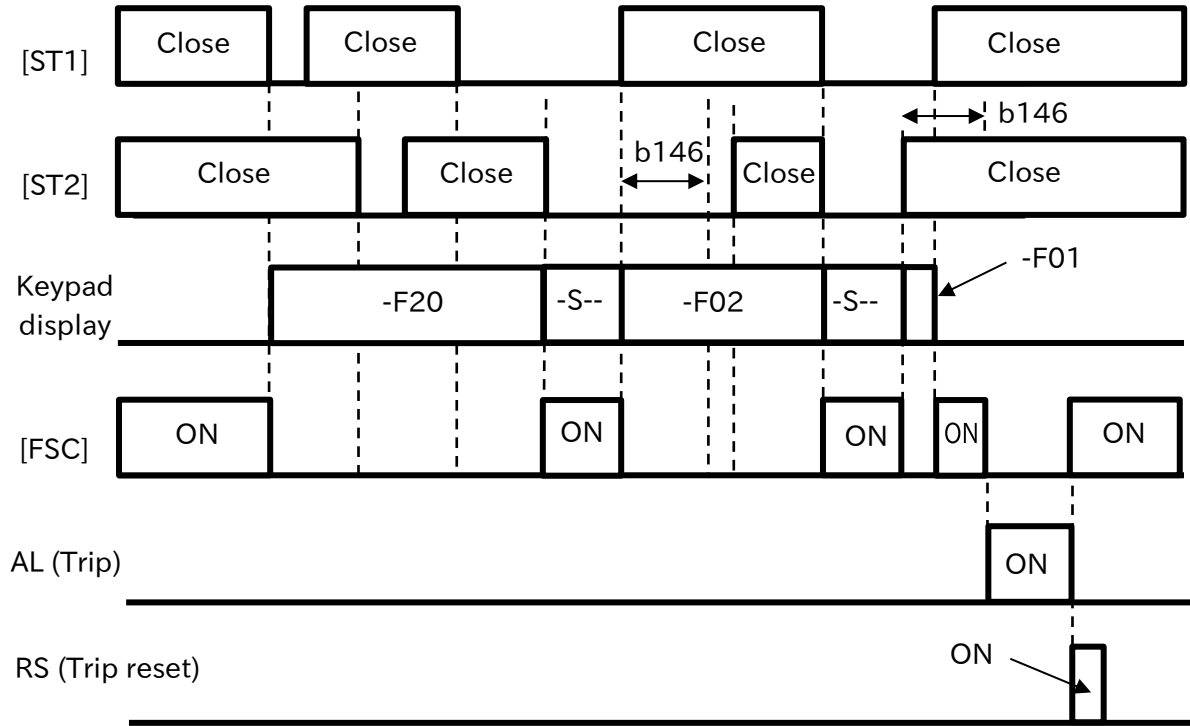 [ST1]
Close
Close
Close
Close
[ST2]
Close
Close
b146
Close
b146
Close
Keypad
display
-F20
-S--
-F02
-S--
-F01
[FSC]
ON
ON
ON
ON
ON
AL (Trip)
ON
RS (Trip reset)
ON